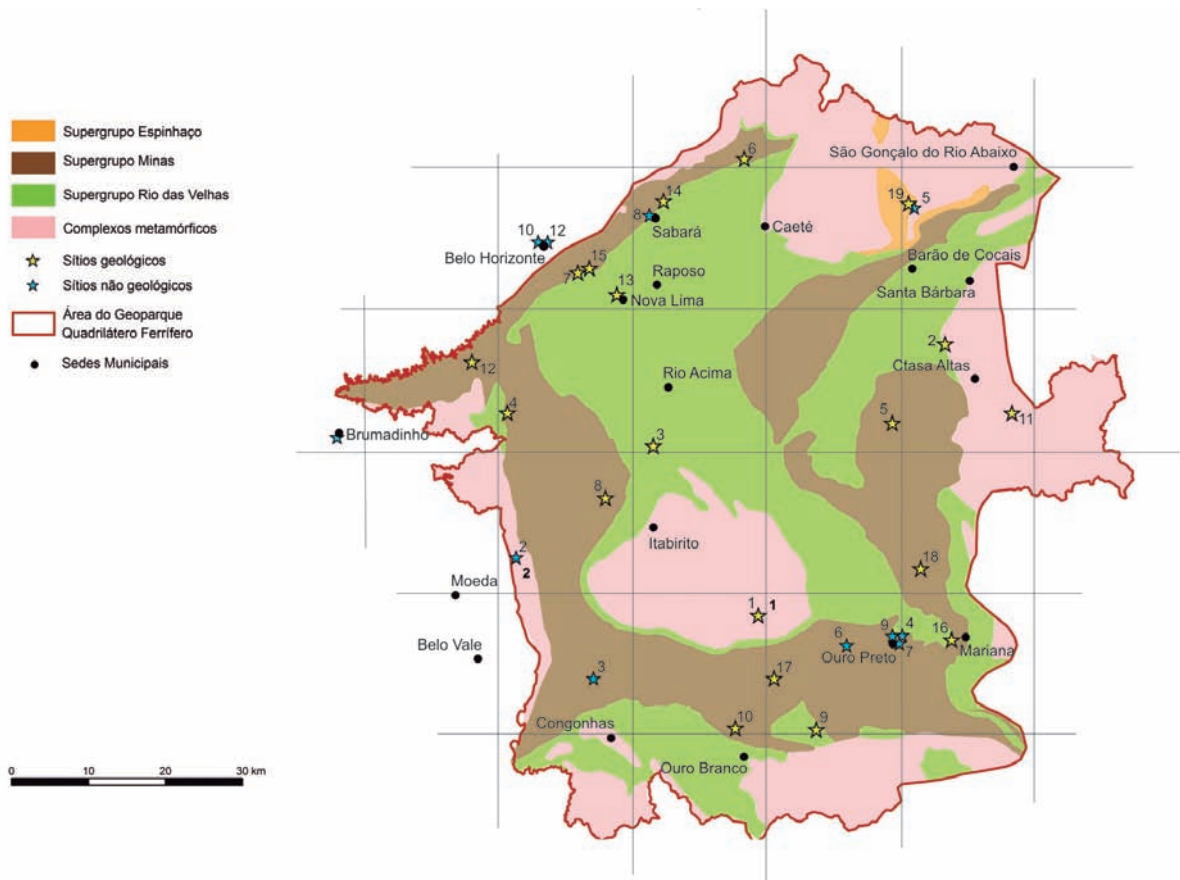 Supergrupo Espinhaço
Supergrupo Minas
Supergrupo Rio das Velhas
Complexos metamórficos
Sítios geológicos
Sítios não geológicos
Área do Geoparque
Quadrilátero Ferrífero
Sedes Municipais
0 10 20 30 km
6
São Gonçalo do Rio Abaixo
14
19
5
8
Sabará
Caeté
10
12
Belo Horizonte
15
7
Raposo
Barão de Cocais
Santa Bárbara
13
Nova Lima
2
12
Rio Acima
Ctasa Altas
4
5
11
Brumadinho
3
8
Itabirito
2
2
18
Moeda
1
1
6
9
4
16
Belo Vale
Ouro Preto
7
Mariana
3
17
Congonhas
10
9
Ouro Branco